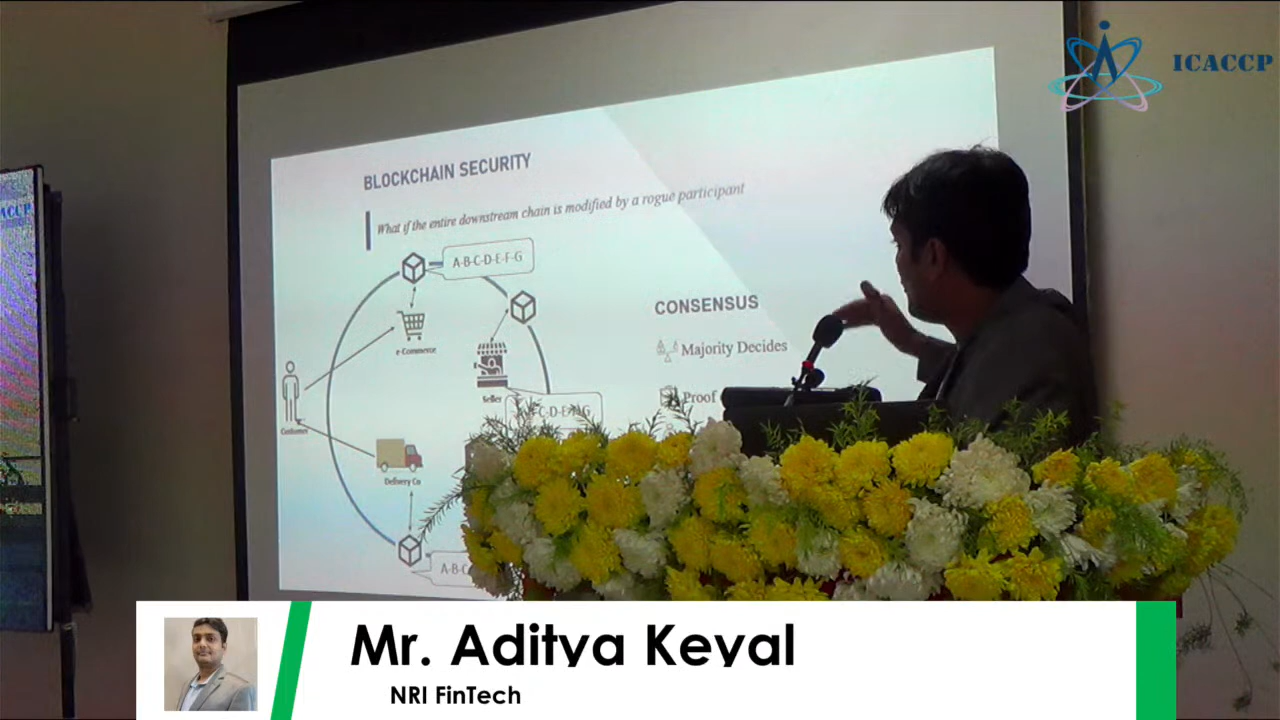 ICACCP
ACCP
BLOCKCHAIN SECURITY
What if the entire downstream chain is modified by a rogue participant
A-B-C-D-E-F-G
CONSENSUS
e-Commerce
Majority Decides
Seller
Proof
Customer
Delivery Co
A-B-C
Mr. Aditya Keyal
NRI FinTech